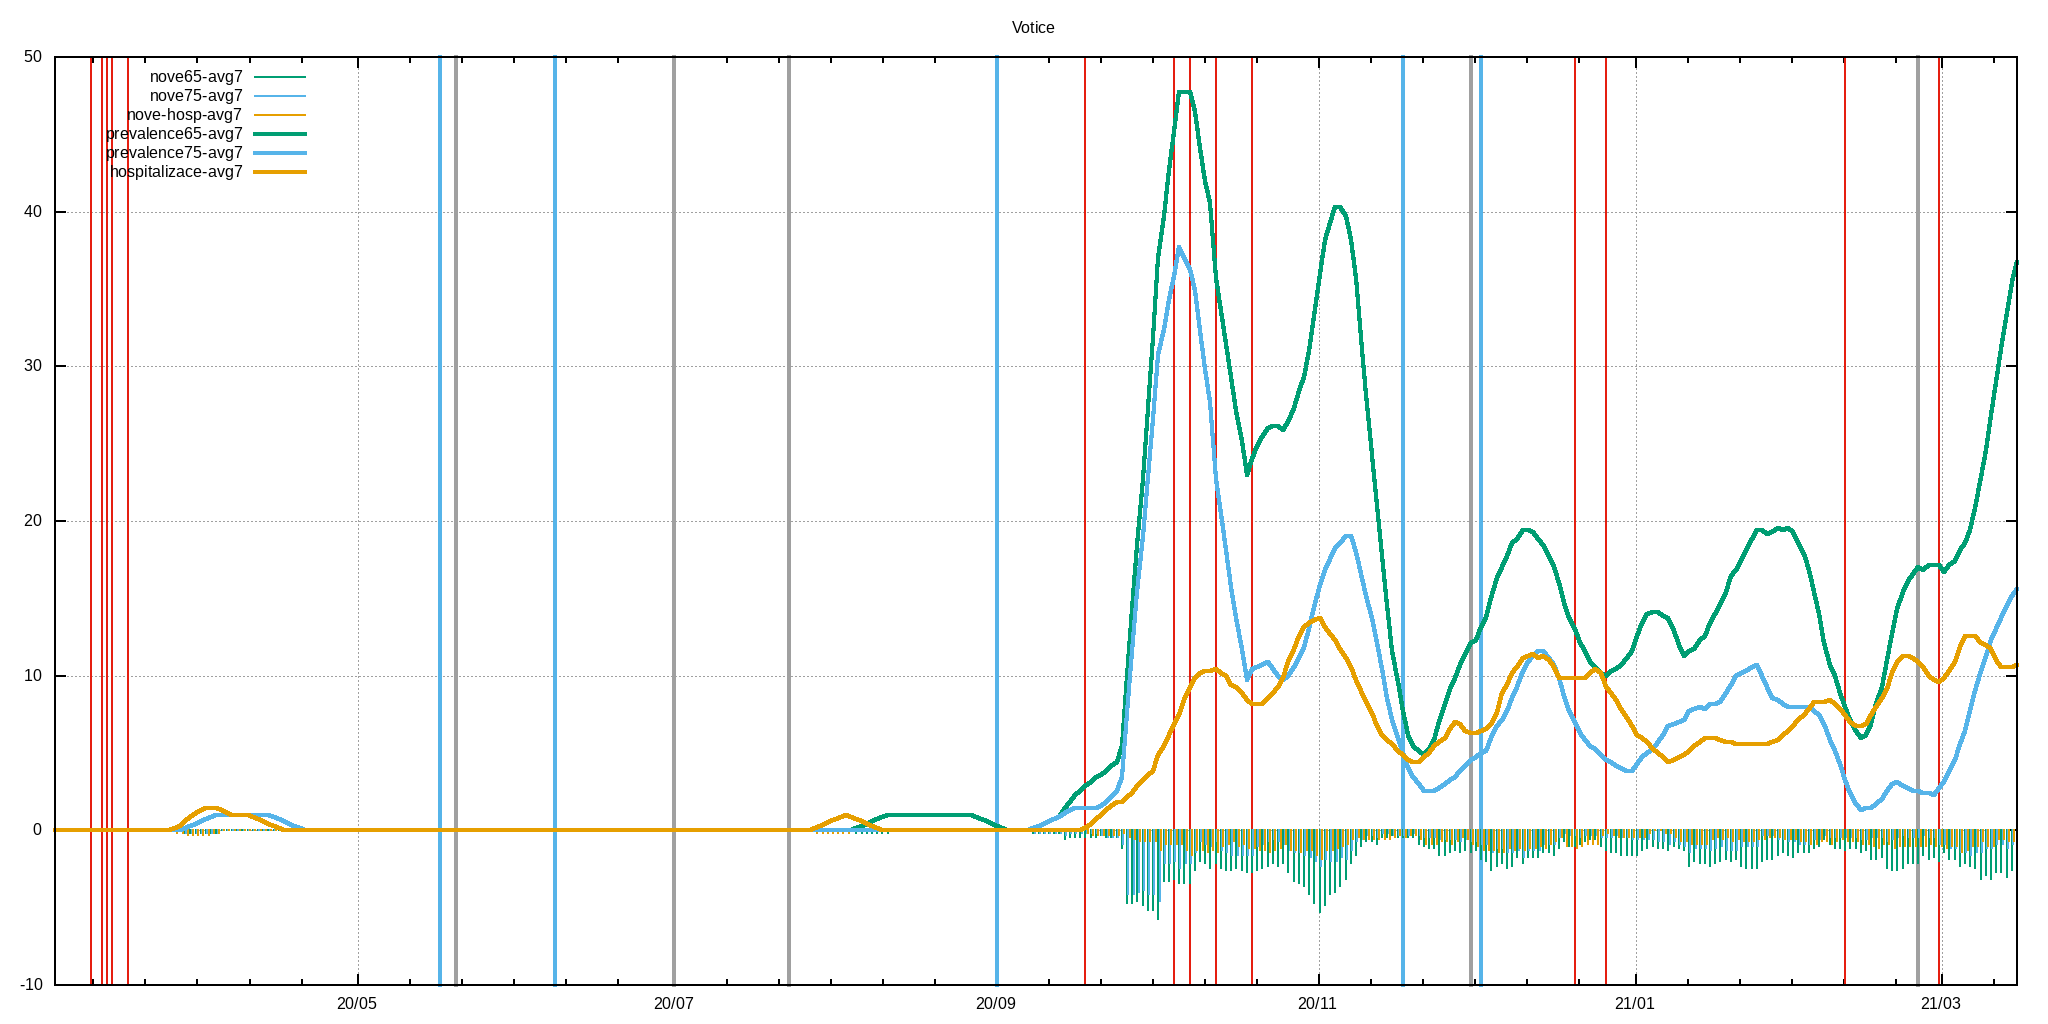 Votice
50
nove65-avg7
nove75-avg7
nove-hosp-avg7
prevalence65-avg7
prevalence75-avg7
hospitalizace-avg7
40
30
20
10
0
-10
20/05 20/07 20/09 20/11 21/01 21/03